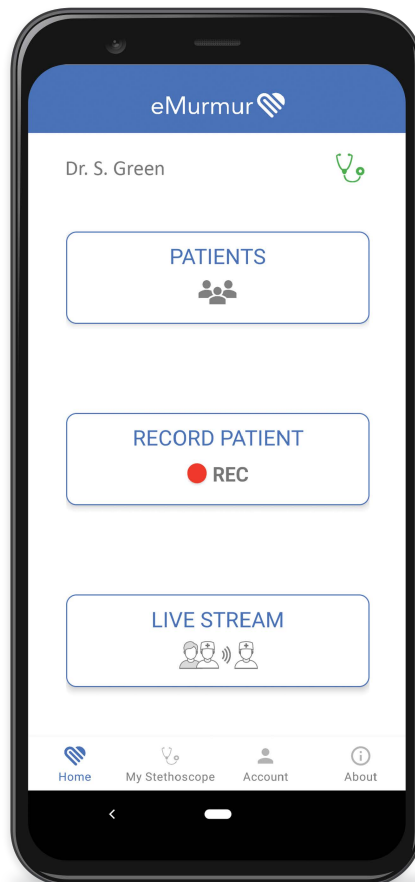 eMurmur
Dr. S. Green
PATIENTS
RECORD PATIENT
REC
LIVE STREAM
Home My Stethoscope Account About